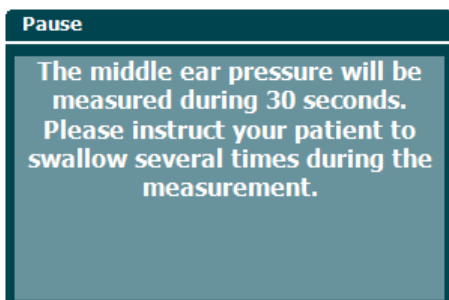 Pause
The middle ear pressure will be
measured during 30 seconds.
Please instruct your patient to
swallow several times during the
measurement.